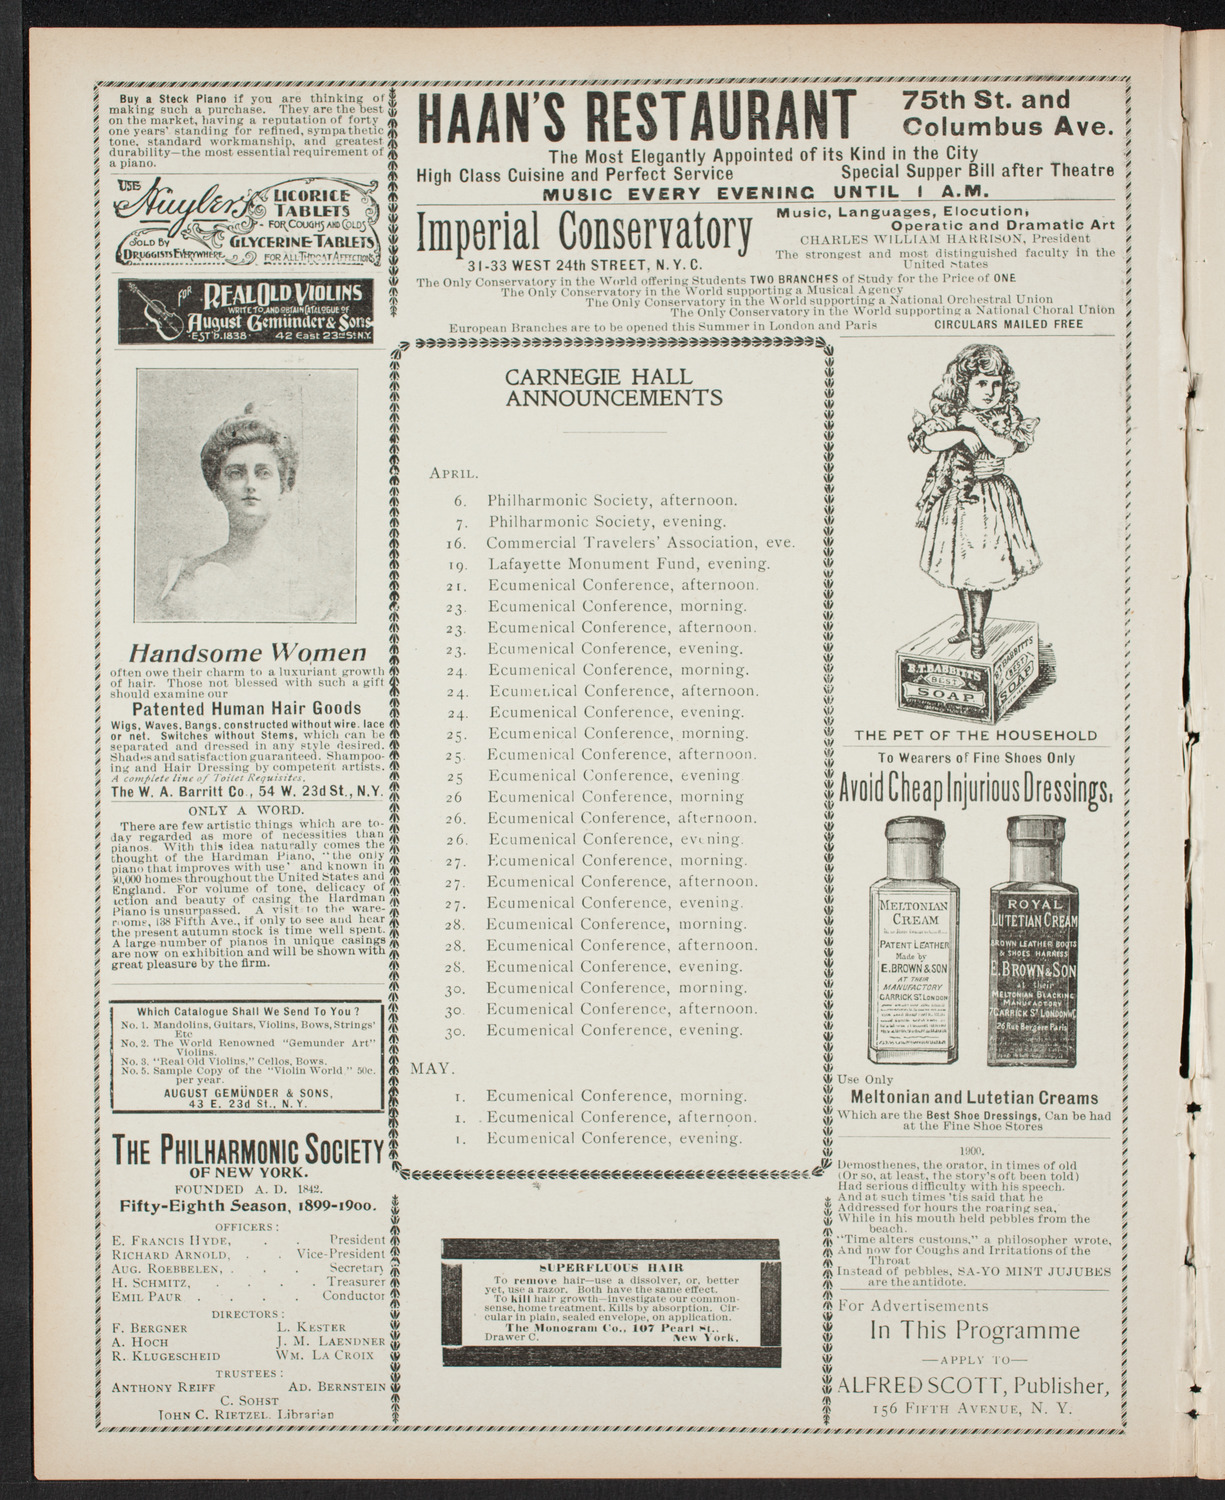 Buy a Steck Piano if you are thinking of
making such a purchase. They are the best
on the market, having a reputation of forty
one years' standing for refined, sympathetic
tone, standard workmanship, and greatest
durability—the most essential requirement of
a piano.
USE
Huyler's LICORICE
TABLETS
FOR COUGHS AND COLDS
SOLD BY
DRUGGISTS EVERYWHERE
GLYCERINE TABLETS
FOR ALL THROAT AFFECTIONS
FOR REAL OLD VIOLINS
WRITE TO, AND OBTAIN CATALOGUE OF
August Gemünder & Sons
EST'D. 1838 42 East 23rd St. N.Y.
Handsome Women
often owe their charm to a luxuriant growth
of hair. Those not blessed with such a gift
should examine our
Patented Human Hair Goods
Wigs, Waves, Bangs, constructed without wire, lace
or net. Switches without Stems, which can be
separated and dressed in any style desired.
Shades and satisfaction guaranteed. Shampoo-
ing and Hair Dressing by competent artists.
A complete line of Toilet Requisites.
The W. A. Barritt Co., 54 W. 23d St., N.Y.
ONLY A WORD.
There are few artistic things which are to-
day regarded as more of necessities than
pianos. With this idea naturally comes the
thought of the Hardman Piano, "the only
piano that improves with use" and known in
50,000 homes throughout the United States and
England. For volume of tone, delicacy of
action and beauty of casing the Hardman
Piano is unsurpassed. A visit to the ware-
rooms, 138 Fifth Ave., if only to see and hear
the present autumn stock is time well spent.
A large number of pianos in unique casings
are now on exhibition and will be shown with
great pleasure by the firm.
Which Catalogue Shall We Send To You?
No. 1. Mandolins, Guitars, Violins, Bows, Strings'
Etc
No. 2. The World Renowned "Gemunder Art"
Violins.
No. 3. "Real Old Violins," Cellos, Bows.
No. 5. Sample Copy of the "Violin World" 50c.
per year.
AUGUST GEMÜNDER & SONS,
43 E. 23d St., N. Y.
THE PHILHARMONIC SOCIETY
OF NEW YORK.
FOUNDED A. D. 1842.
Fifty-Eighth Season, 1899-1900.
OFFICERS:
E. FRANCIS HYDE, . . President
RICHARD ARNOLD, . . Vice-President
AUG. ROEBBELEN, . . . Secretary
H. SCHMITZ, . . . . Treasurer
EMIL PAUR . . . . Conductor
DIRECTORS:
F. BERGNER L. KESTER
A. HOCH J. M. LAENDNER
R. KLUGESCHEID WM. LA CROIX
TRUSTEES:
ANTHONY REIFF AD. BERNSTEIN
C. SOHST
JOHN C. RIETZEL. Librarian
HAAN'S RESTAURANT 75th St. and
Columbus Ave.
The Most Elegantly Appointed of its Kind in the City
High Class Cuisine and Perfect Service Special Supper Bill after Theatre
MUSIC EVERY EVENING UNTIL 1 A.M.
Imperial Conservatory
31-33 WEST 24th STREET, N.Y.C.
Music, Languages, Elocution,
Operatic and Dramatic Art
CHARLES WILLIAM HARRISON, President
The strongest and most distinguished faculty in the
United States
The Only Conservatory in the World offering Students TWO BRANCHES of Study for the Price of ONE
The Only Conservatory in the World supporting a Musical Agency
The Only Conservatory in the World supporting a National Orchestral Union
The Only Conservatory in the World supporting a National Choral Union
European Branches are to be opened this Summer in London and Paris CIRCULARS MAILED FREE
CARNEGIE HALL
ANNOUNCEMENTS
APRIL.
6. Philharmonic Society, afternoon.
7. Philharmonic Society, evening.
16. Commercial Travelers' Association, eve.
19. Lafayette Monument Fund, evening.
21. Ecumenical Conference, afternoon.
23. Ecumenical Conference, morning.
23. Ecumenical Conference, afternoon.
23. Ecumenical Conference, evening.
24. Ecumenical Conference, morning.
24. Ecumenical Conference, afternoon.
24. Ecumenical Conference, evening.
25. Ecumenical Conference, morning.
25. Ecumenical Conference, afternoon.
25 Ecumenical Conference, evening
26 Ecumenical Conference, morning
26. Ecumenical Conference, afternoon.
26. Ecumenical Conference, evening.
27. Ecumenical Conference, morning.
27. Ecumenical Conference, afternoon.
27. Ecumenical Conference, evening.
28. Ecumenical Conference, morning.
28. Ecumenical Conference, afternoon.
28. Ecumenical Conference, evening.
30. Ecumenical Conference, morning.
30. Ecumenical Conference, afternoon.
30. Ecumenical Conference, evening.
MAY.
1. Ecumenical Conference, morning.
1. Ecumenical Conference, afternoon.
1. Ecumenical Conference, evening.
SUPERFLUOUS HAIR
To remove hair—use a dissolver, or, better
yet, use a razor. Both have the same effect.
To kill hair growth—investigate our common-
sense, home treatment. Kills by absorption. Cir-
cular in plain, sealed envelope, on application.
The Monogram Co., 107 Pearl St.,
Drawer C. New York.
B.T. BABBITT'S
BEST
SOAP
B.T. BABBITT'S
BEST
SOAP
THE PET OF THE HOUSEHOLD
To Wearers of Fine Shoes Only
Avoid Cheap Injurious Dressings,
MELTONIAN
CREAM
PATENT LEATHER
Made by
E. BROWN & SON
AT THEIR
MANUFACTORY
GARRICK ST. LONDON
ROYAL
LUTETIAN CREAM
BROWN LEATHER BOOTS
& SHOES HARNESS
E. BROWN & SON
at their
MELTONIAN BLACKING
MANUFACTORY
7 GARRICK ST LONDON WC
26 Rue Bergère Paris
Use Only
Meltonian and Lutetian Creams
Which are the Best Shoe Dressings, Can be had
at the Fine Shoe Stores
1900.
Demosthenes, the orator, in times of old
(Or so, at least, the story's oft been told)
Had serious difficulty with his speech.
And at such times 'tis said that he
Addressed for hours the roaring sea,
While in his mouth held pebbles from the
beach.
"Time alters customs," a philosopher wrote,
And now for Coughs and Irritations of the
Throat
Instead of pebbles, SA-YO MINT JUJUBES
are the antidote.
For Advertisements
In This Programme
—APPLY TO—
ALFRED SCOTT, Publisher,
156 FIFTH AVENUE, N. Y.